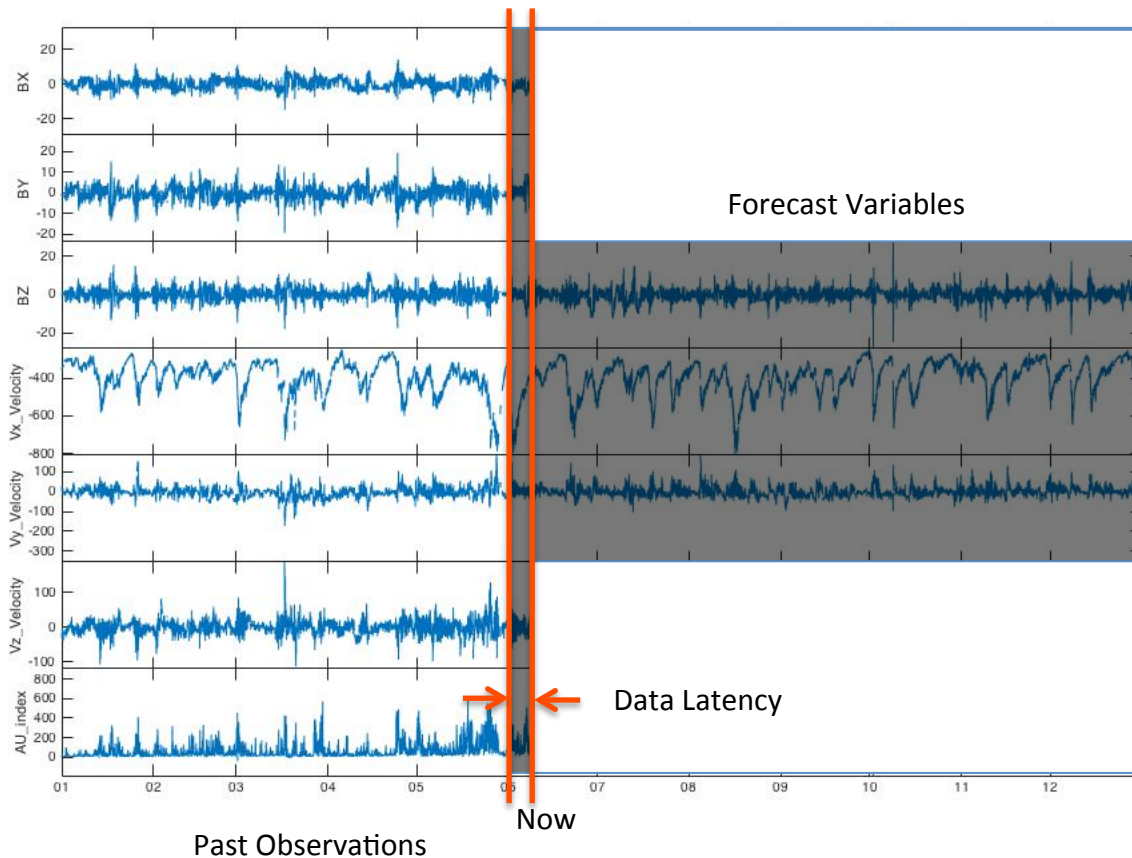 BX
20
0
-20
BY
20
10
0
-10
-20
Forecast Variables
BZ
20
0
-20
Vx_Velocity
-400
-600
-800
Vy_Velocity
100
0
-100
-200
-300
Vz_Velocity
100
0
-100
AU_index
800
600
400
200
0
Data Latency
01 02 03 04 05 06 07 08 09 10 11 12
Now
Past Observations